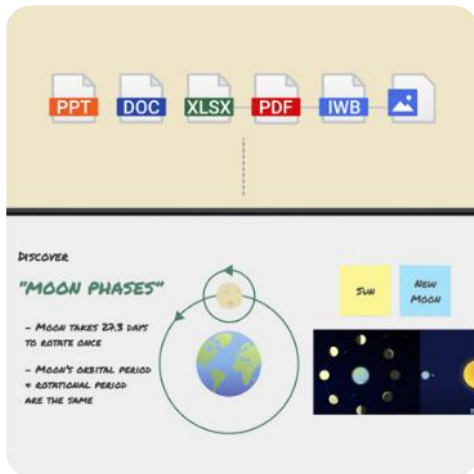 PPT DOC XLSX PDF IWB
DISCOVER
"MOON PHASES"
SUN
NEW
MOON
- MOON TAKES 27.3 DAYS
TO ROTATE ONCE
- MOON'S ORBITAL PERIOD
& ROTATIONAL PERIOD
ARE THE SAME